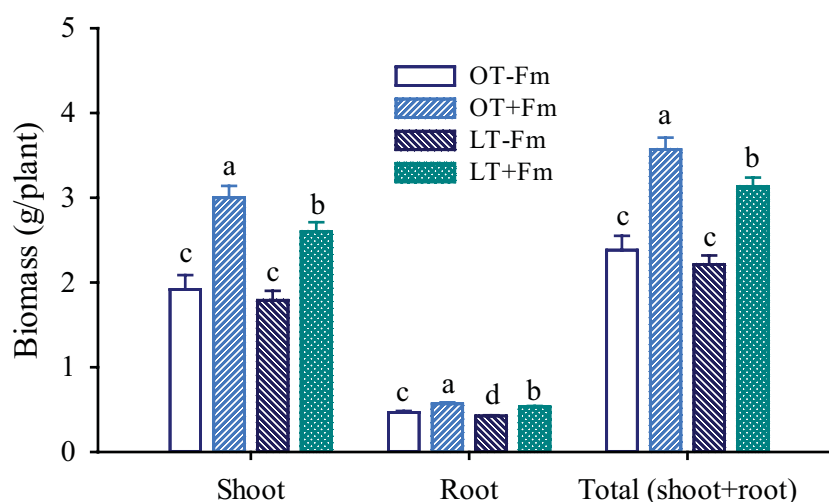 5
4
3
2
1
0
Biomass (g/plant)
OT-Fm
OT+Fm
LT-Fm
LT+Fm
c a c b
c a d b
c a c b
Shoot Root Total (shoot+root)